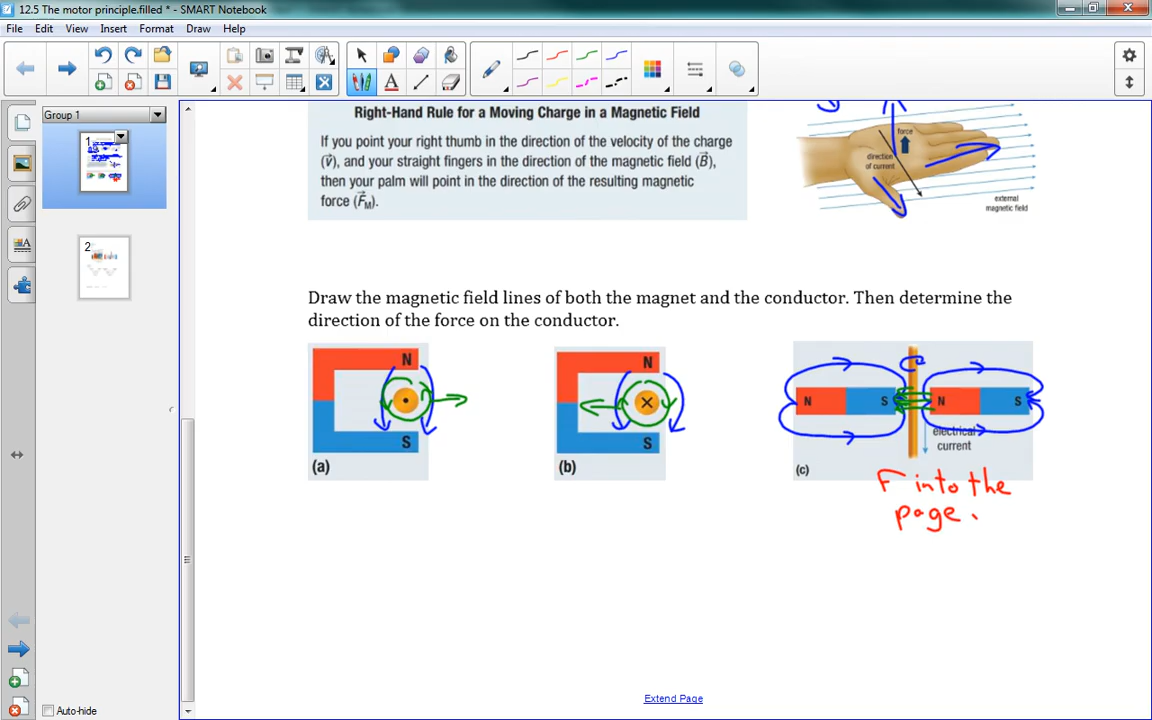 12.5 The motor principle.filled * - SMART Notebook
File Edit View Insert Format Draw Help
Group 1
1
2
Auto-hide
Right-Hand Rule for a Moving Charge in a Magnetic Field
If you point your right thumb in the direction of the velocity of the charge
(v⃗), and your straight fingers in the direction of the magnetic field (B⃗),
then your palm will point in the direction of the resulting magnetic
force (F⃗M).
force
direction
of current
external
magnetic field
Draw the magnetic field lines of both the magnet and the conductor. Then determine the
direction of the force on the conductor.
N
S
(a)
N
×
S
(b)
N S N S
electrical
current
(c)
F into the
page.
Extend Page